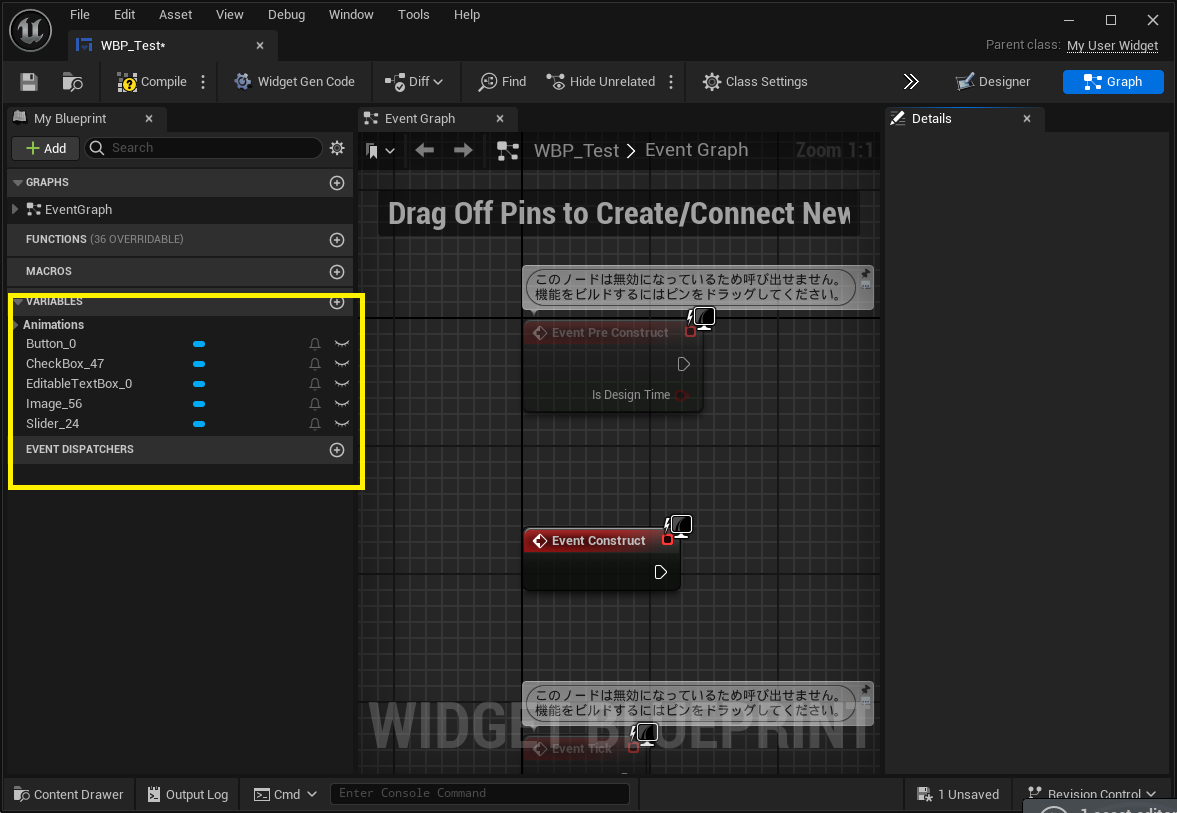 File Edit Asset View Debug Window Tools Help
WBP_Test*
Parent class: My User Widget
Compile Widget Gen Code Diff Find Hide Unrelated Class Settings Designer Graph
My Blueprint
Event Graph
Details
Add Search
WBP_Test > Event Graph Zoom 1:1
GRAPHS
EventGraph
FUNCTIONS (36 OVERRIDABLE)
MACROS
VARIABLES
Animations
Button_0
CheckBox_47
EditableTextBox_0
Image_56
Slider_24
EVENT DISPATCHERS
Drag Off Pins to Create/Connect New
このノードは無効になっているため呼び出せません。
機能をビルドするにはピンをドラッグしてください。
Event Pre Construct
Is Design Time
Event Construct
このノードは無効になっているため呼び出せません。
機能をビルドするにはピンをドラッグしてください。
WIDGET BLUEPRINT
Event Tick
Content Drawer Output Log Cmd Enter Console Command 1 Unsaved Revision Control
1 asset editor